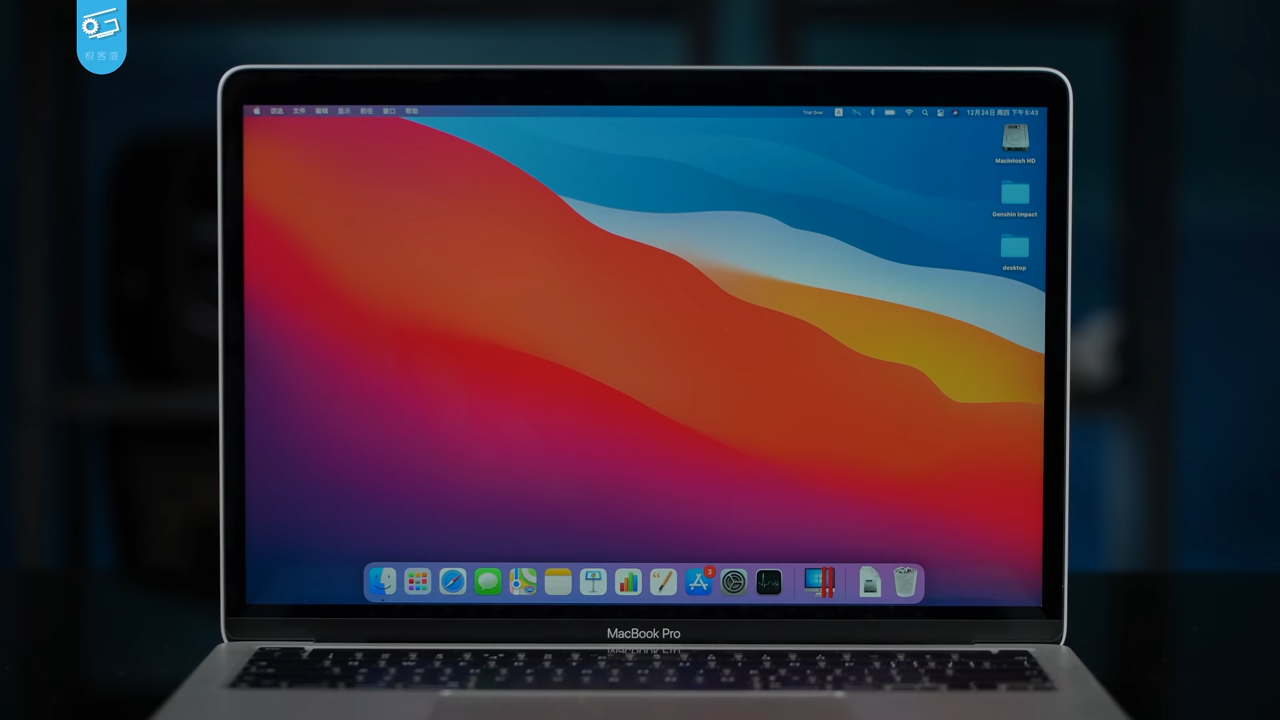 极客湾
访达 文件 编辑 显示 前往 窗口 帮助
Trial Over
A
12月24日 周四 下午5:43
Macintosh HD
Genshin Impact
desktop
3
MacBook Pro